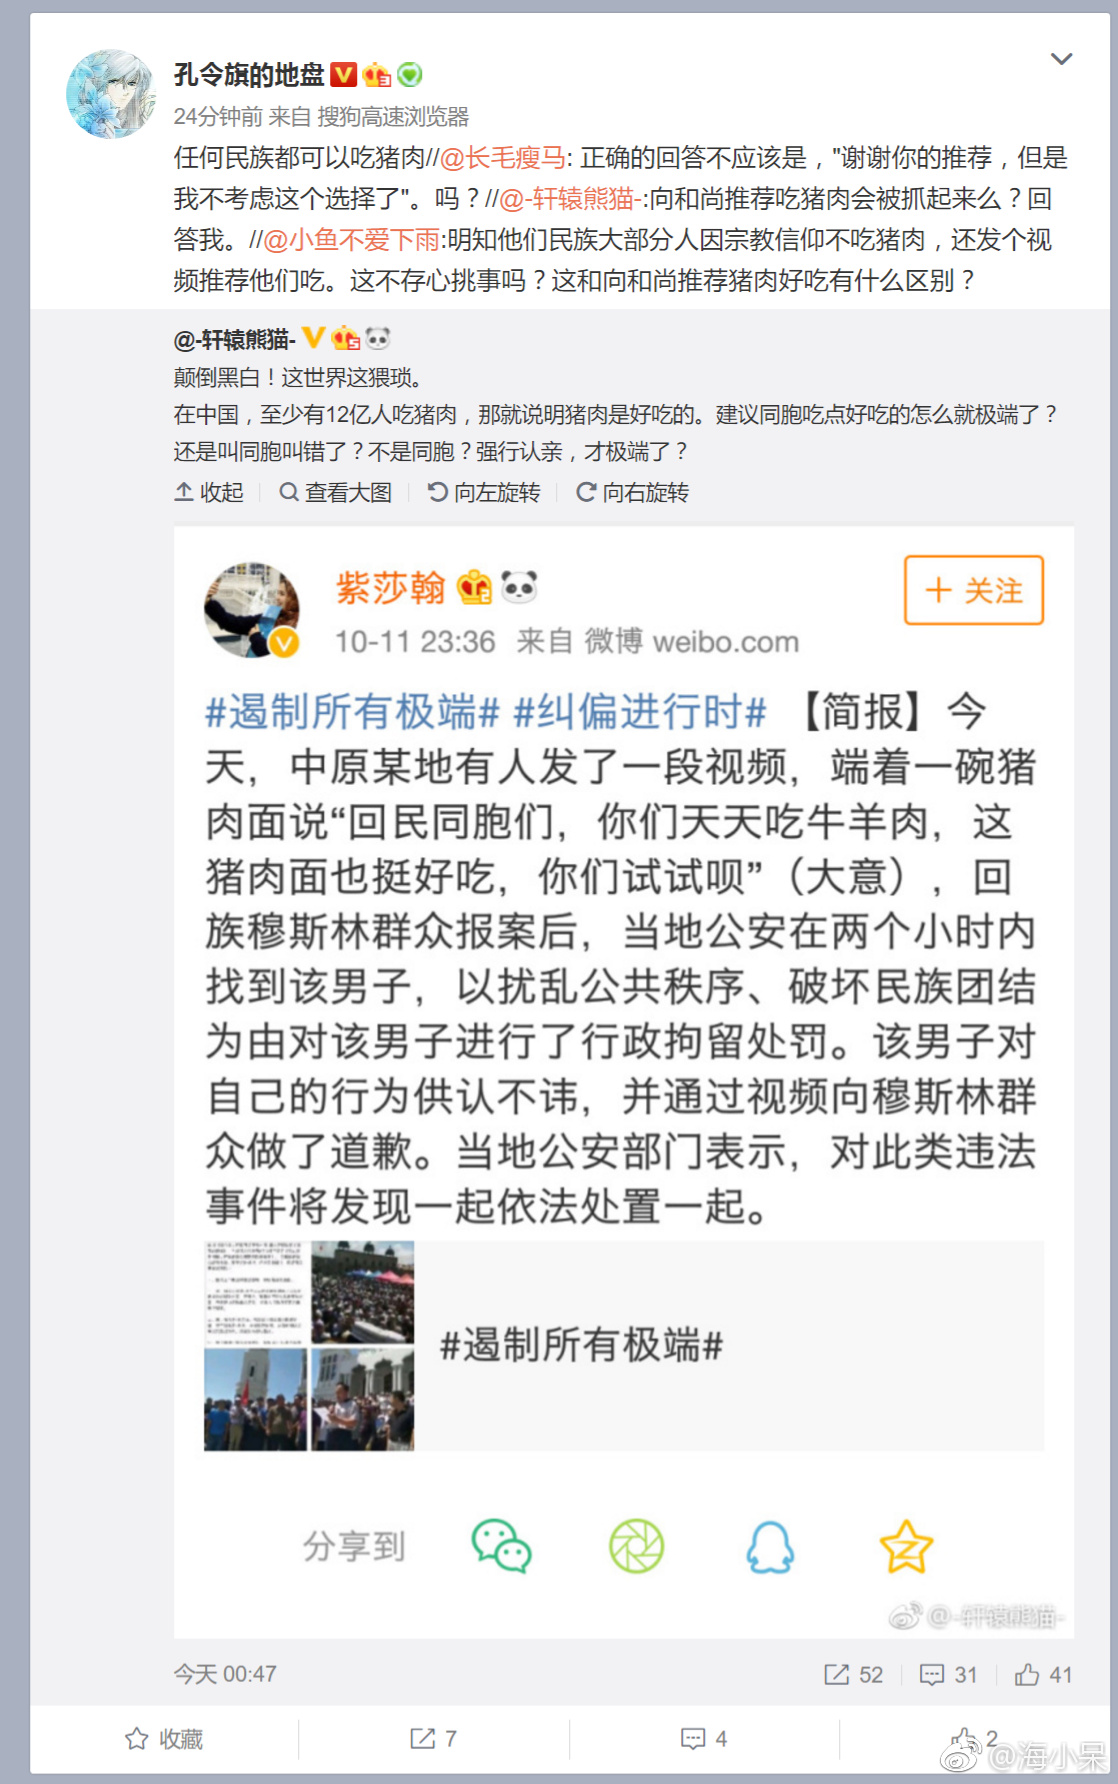 孔令旗的地盘
24分钟前 来自 搜狗高速浏览器
任何民族都可以吃猪肉//@长毛瘦马: 正确的回答不应该是，"谢谢你的推荐，但是
我不考虑这个选择了"。吗？//@-轩辕熊猫-:向和尚推荐吃猪肉会被抓起来么？回
答我。//@小鱼不爱下雨:明知他们民族大部分人因宗教信仰不吃猪肉，还发个视
频推荐他们吃。这不存心挑事吗？这和向和尚推荐猪肉好吃有什么区别？
@-轩辕熊猫-
颠倒黑白！这世界这猥琐。
在中国，至少有12亿人吃猪肉，那就说明猪肉是好吃的。建议同胞吃点好吃的怎么就极端了？
还是叫同胞叫错了？不是同胞？强行认亲，才极端了？
收起 查看大图 向左旋转 向右旋转
紫莎翰
+ 关注
10-11 23:36 来自 微博 weibo.com
#遏制所有极端# #纠偏进行时# 【简报】今
天，中原某地有人发了一段视频，端着一碗猪
肉面说“回民同胞们，你们天天吃牛羊肉，这
猪肉面也挺好吃，你们试试呗”（大意），回
族穆斯林群众报案后，当地公安在两个小时内
找到该男子，以扰乱公共秩序、破坏民族团结
为由对该男子进行了行政拘留处罚。该男子对
自己的行为供认不讳，并通过视频向穆斯林群
众做了道歉。当地公安部门表示，对此类违法
事件将发现一起依法处置一起。
#遏制所有极端#
分享到
@-轩辕熊猫-
今天 00:47 52 31 41
收藏 7 4 2
@海小呆